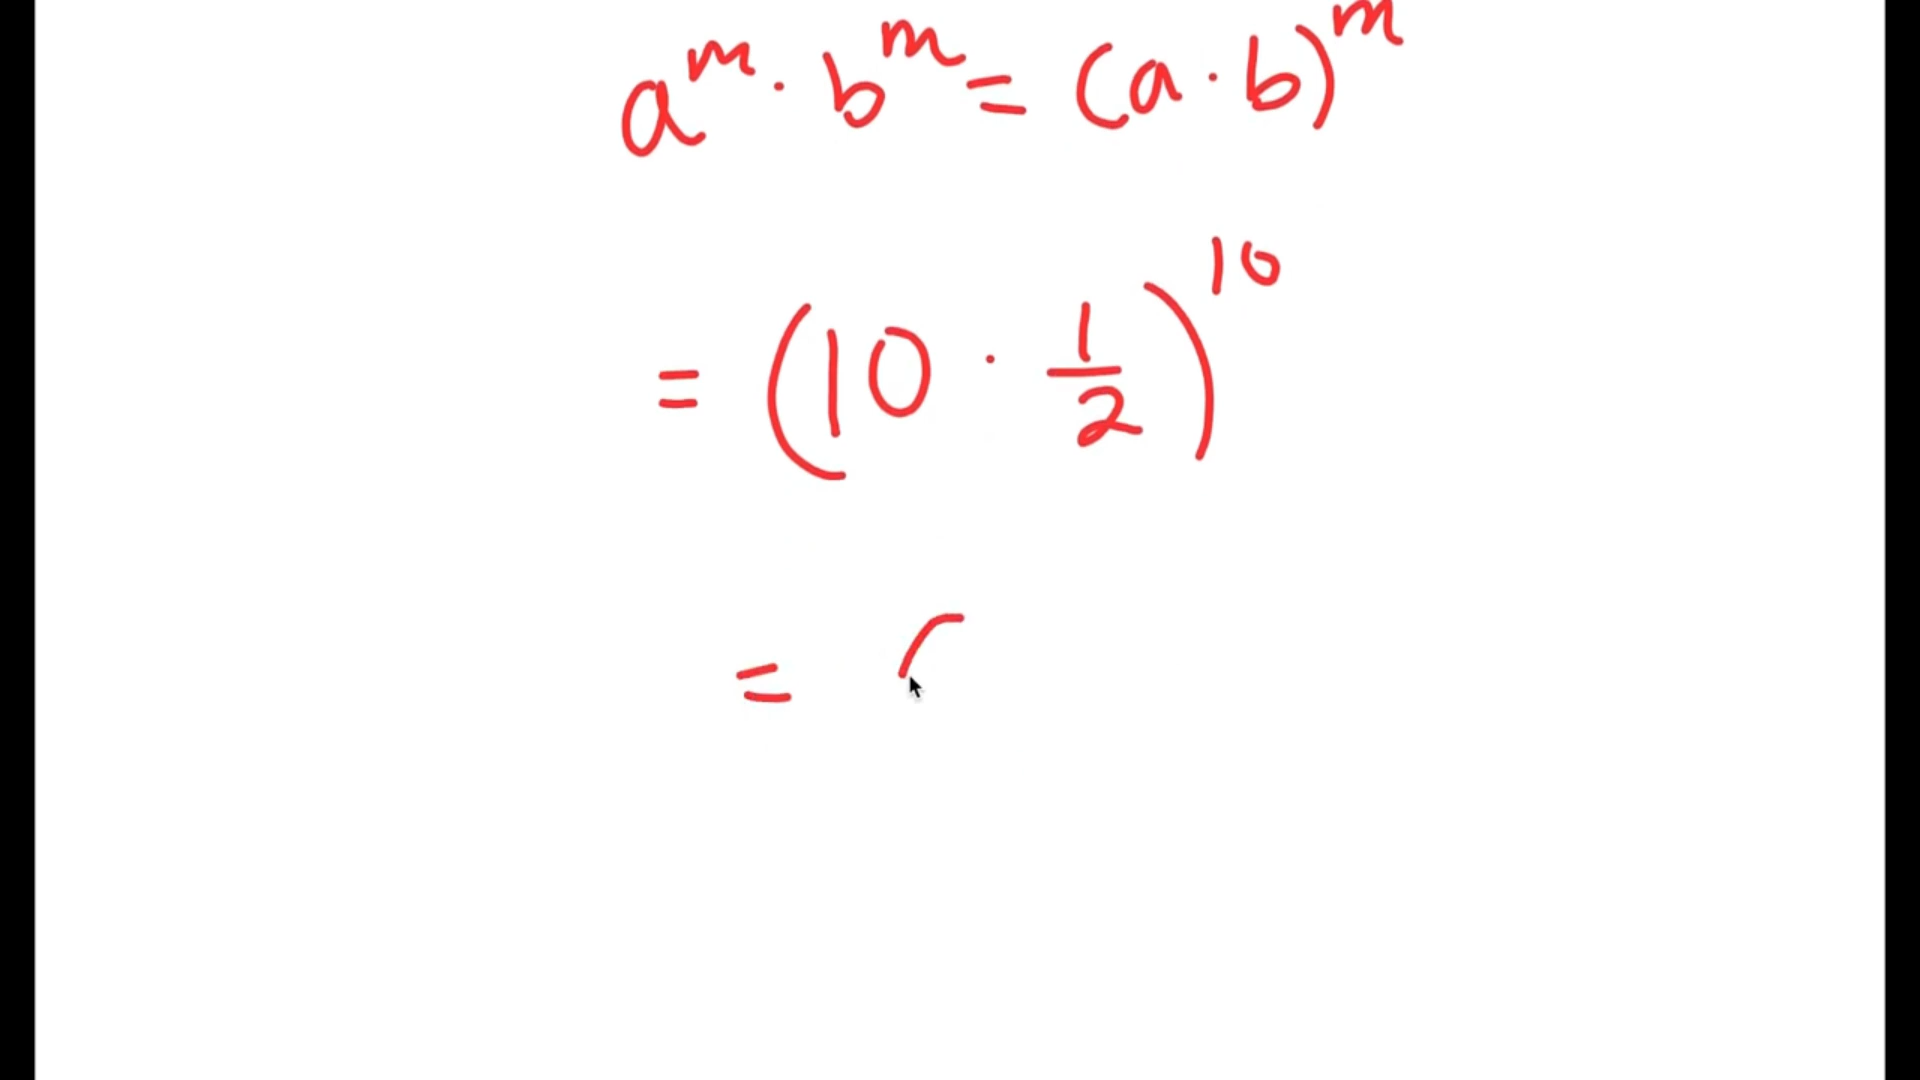 a^m · b^m = (a · b)^m
= (10 · 1/2)^10
= (